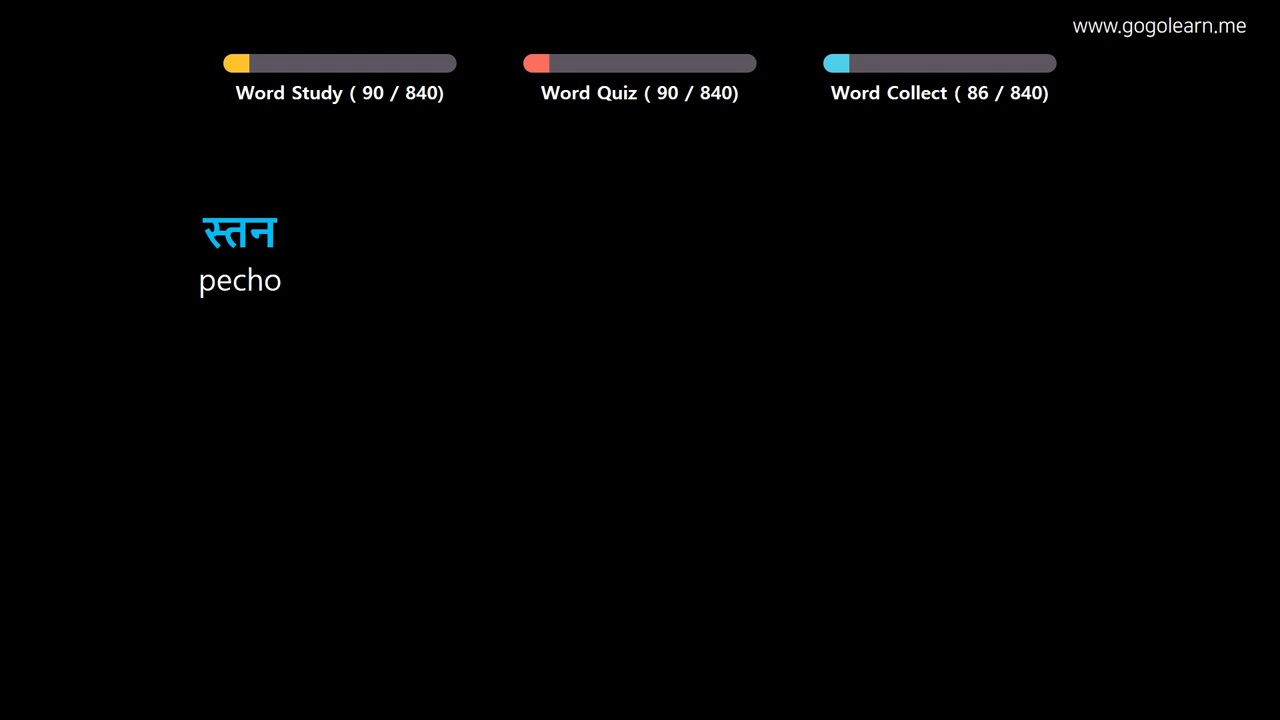 www.gogolearn.me
Word Study ( 90 / 840)
Word Quiz ( 90 / 840)
Word Collect ( 86 / 840)
स्तन
pecho